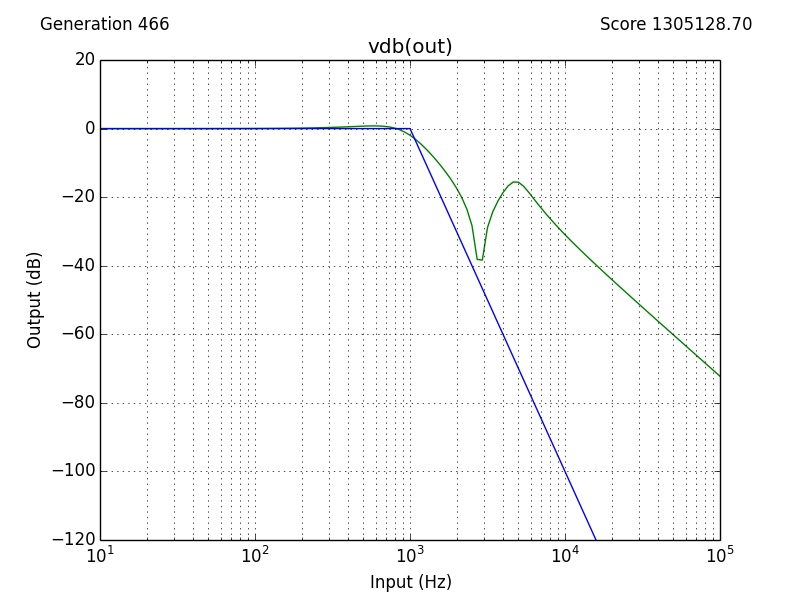 Generation 466
Score 1305128.70
vdb(out)
20
0
−20
−40
−60
−80
−100
−120
Output (dB)
10¹
10²
10³
10⁴
10⁵
Input (Hz)